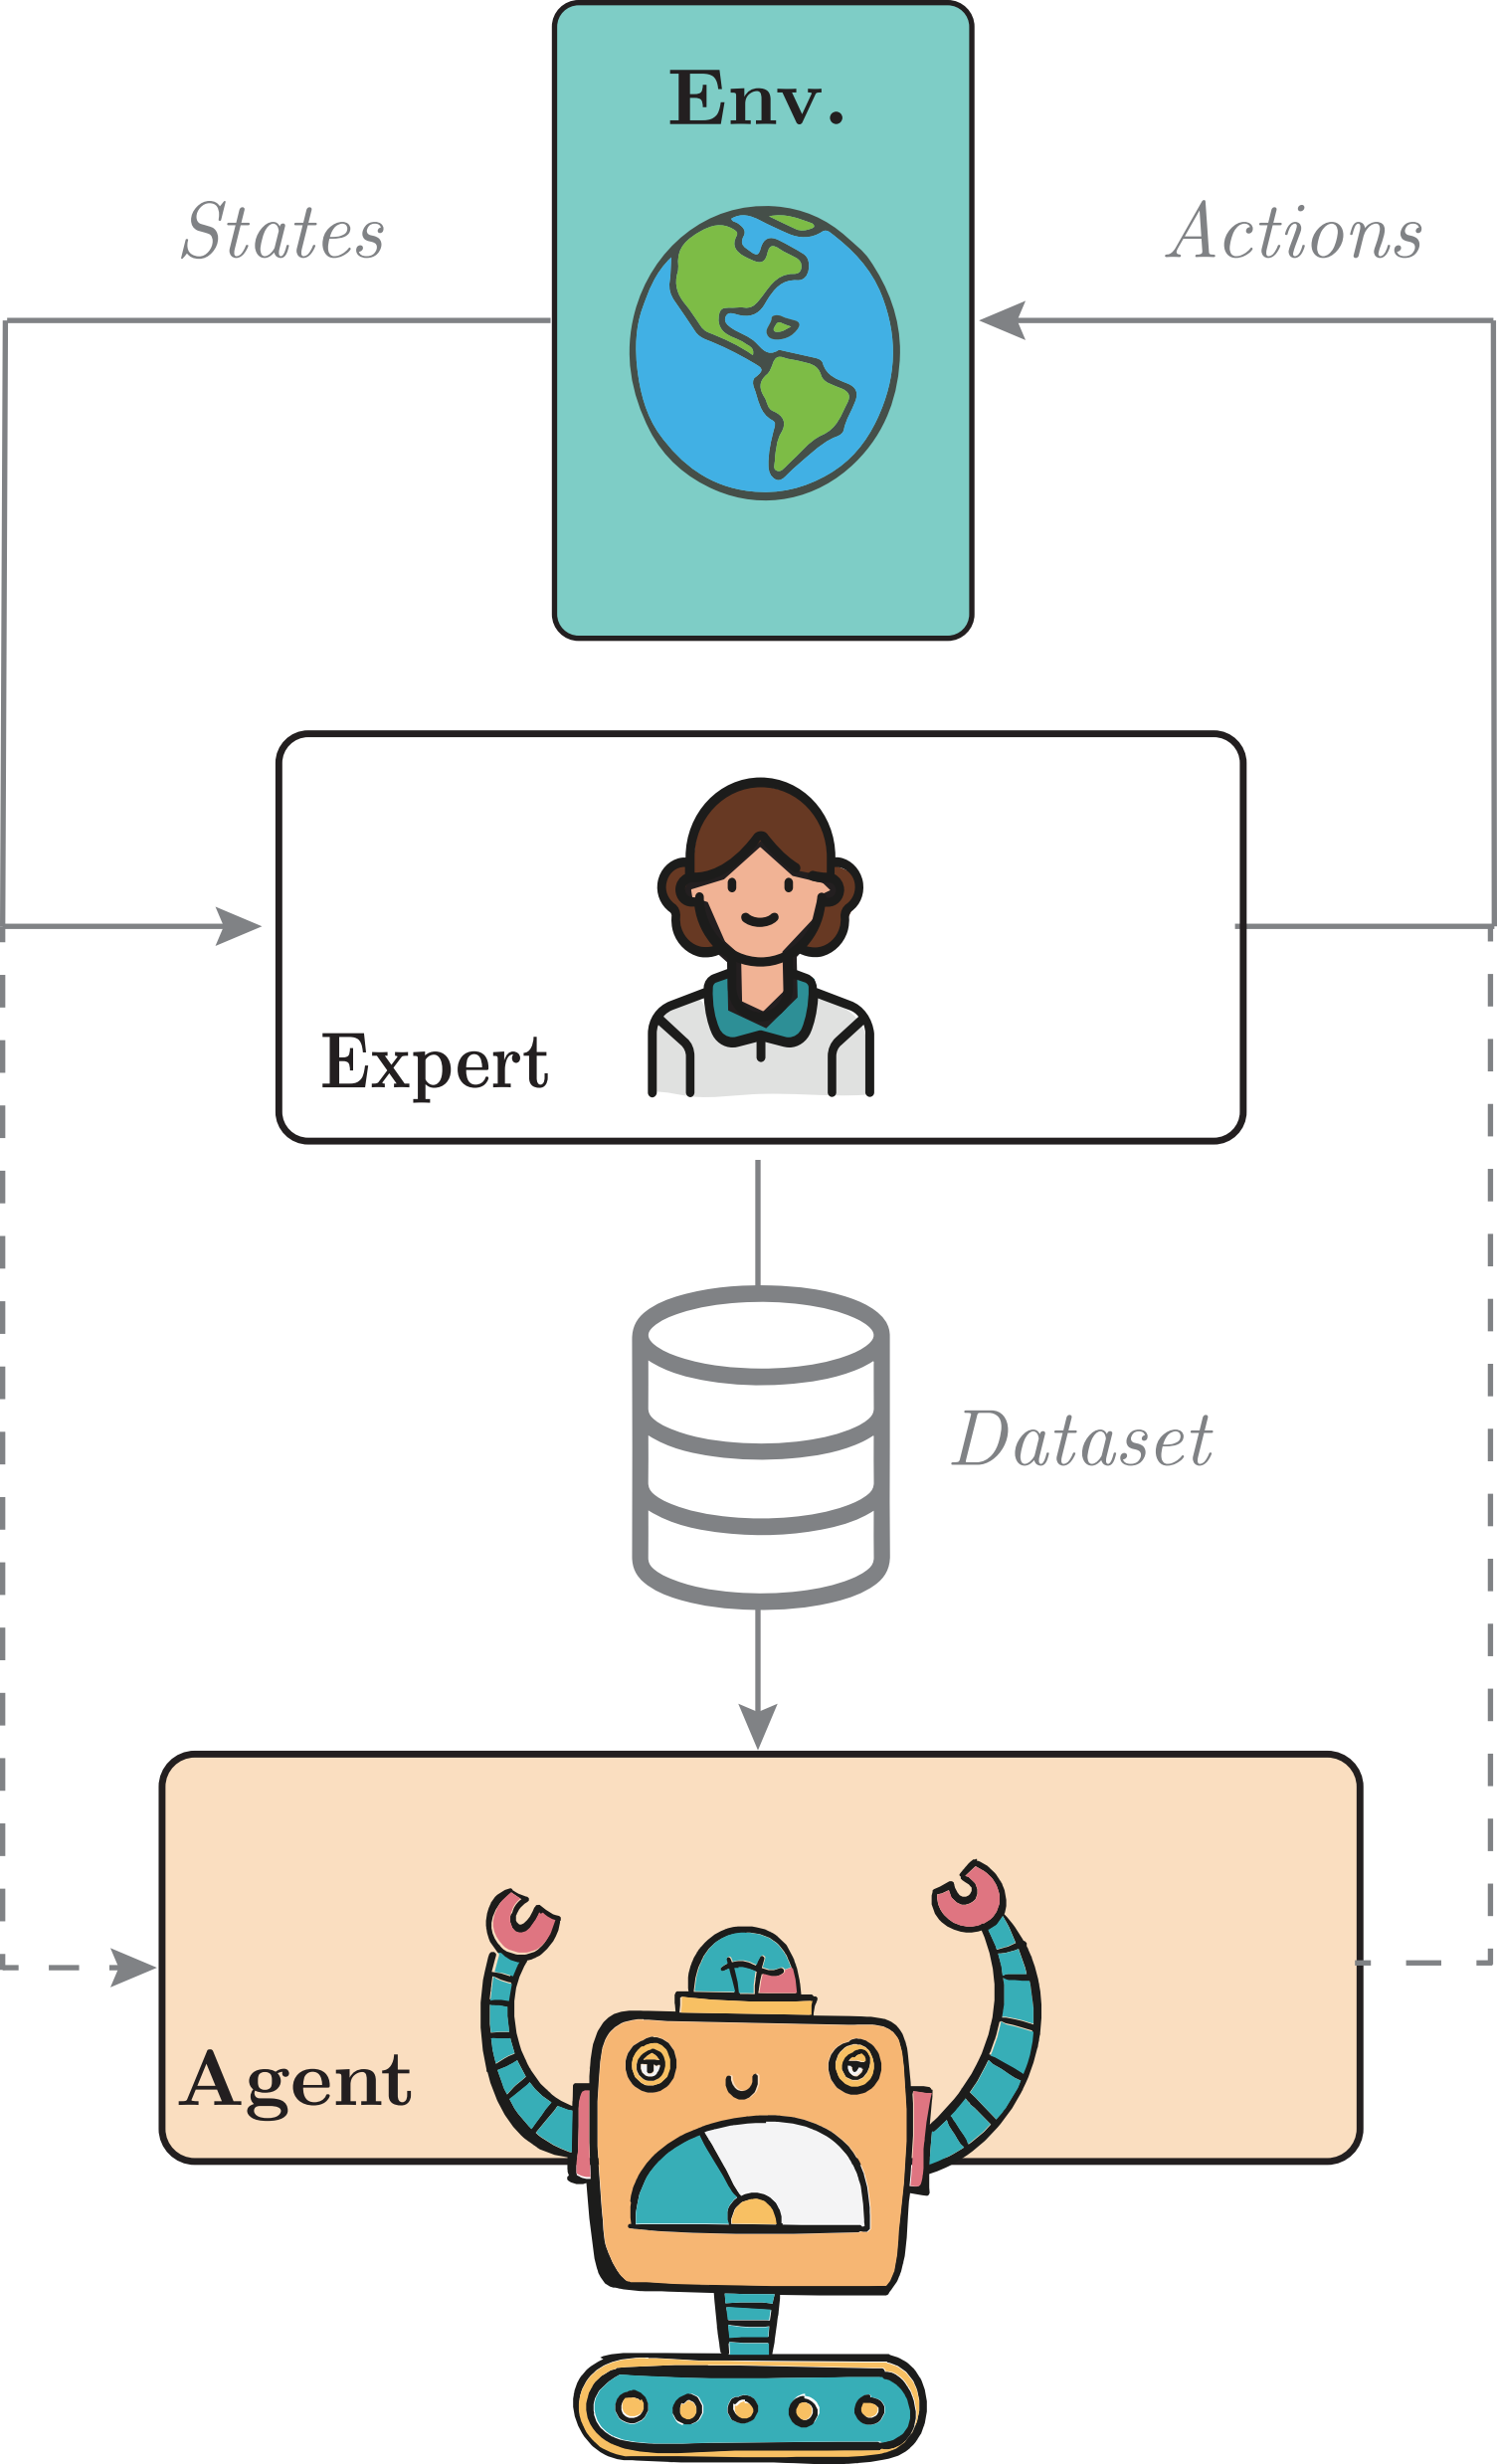 Env.
States
Actions
Expert
Dataset
Agent